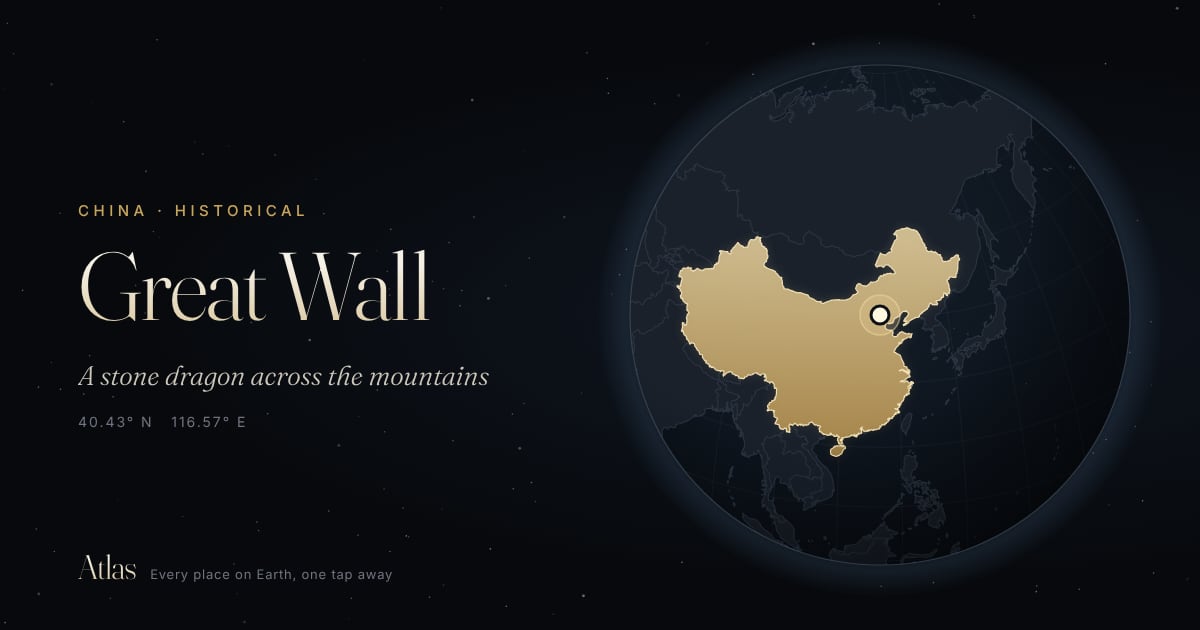 CHINA · HISTORICAL
Great Wall
A stone dragon across the mountains
40.43° N 116.57° E
Atlas Every place on Earth, one tap away